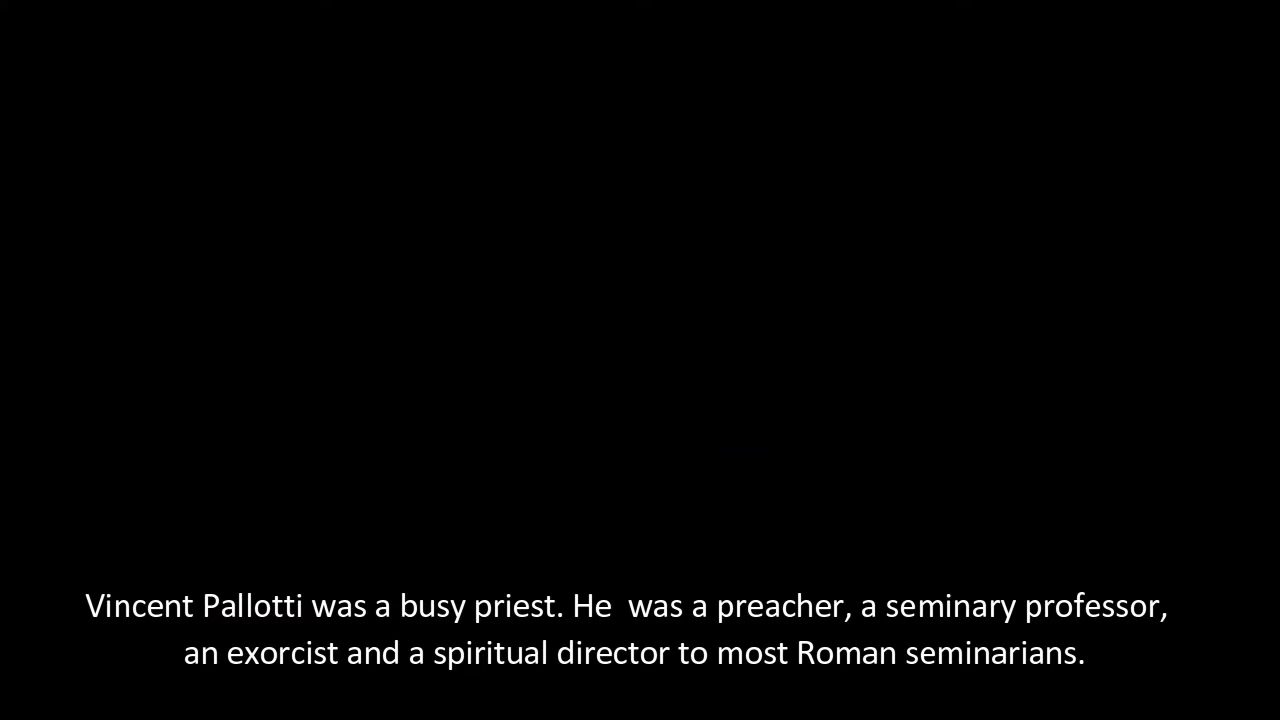 Vincent Pallotti was a busy priest. He  was a preacher, a seminary professor,
an exorcist and a spiritual director to most Roman seminarians.